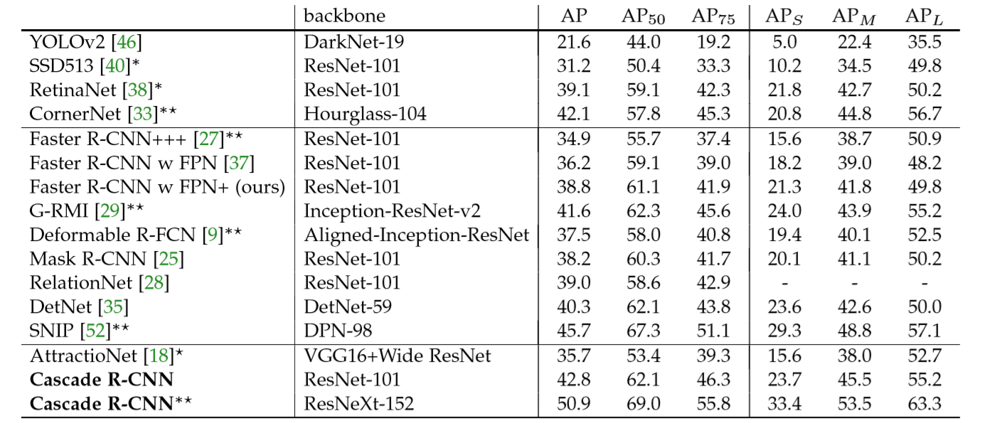 backbone AP AP50 AP75 APS APM APL
YOLOv2 [46] DarkNet-19 21.6 44.0 19.2 5.0 22.4 35.5
SSD513 [40]* ResNet-101 31.2 50.4 33.3 10.2 34.5 49.8
RetinaNet [38]* ResNet-101 39.1 59.1 42.3 21.8 42.7 50.2
CornerNet [33]** Hourglass-104 42.1 57.8 45.3 20.8 44.8 56.7
Faster R-CNN+++ [27]** ResNet-101 34.9 55.7 37.4 15.6 38.7 50.9
Faster R-CNN w FPN [37] ResNet-101 36.2 59.1 39.0 18.2 39.0 48.2
Faster R-CNN w FPN+ (ours) ResNet-101 38.8 61.1 41.9 21.3 41.8 49.8
G-RMI [29]** Inception-ResNet-v2 41.6 62.3 45.6 24.0 43.9 55.2
Deformable R-FCN [9]** Aligned-Inception-ResNet 37.5 58.0 40.8 19.4 40.1 52.5
Mask R-CNN [25] ResNet-101 38.2 60.3 41.7 20.1 41.1 50.2
RelationNet [28] ResNet-101 39.0 58.6 42.9 - - -
DetNet [35] DetNet-59 40.3 62.1 43.8 23.6 42.6 50.0
SNIP [52]** DPN-98 45.7 67.3 51.1 29.3 48.8 57.1
AttractioNet [18]* VGG16+Wide ResNet 35.7 53.4 39.3 15.6 38.0 52.7
Cascade R-CNN ResNet-101 42.8 62.1 46.3 23.7 45.5 55.2
Cascade R-CNN** ResNeXt-152 50.9 69.0 55.8 33.4 53.5 63.3